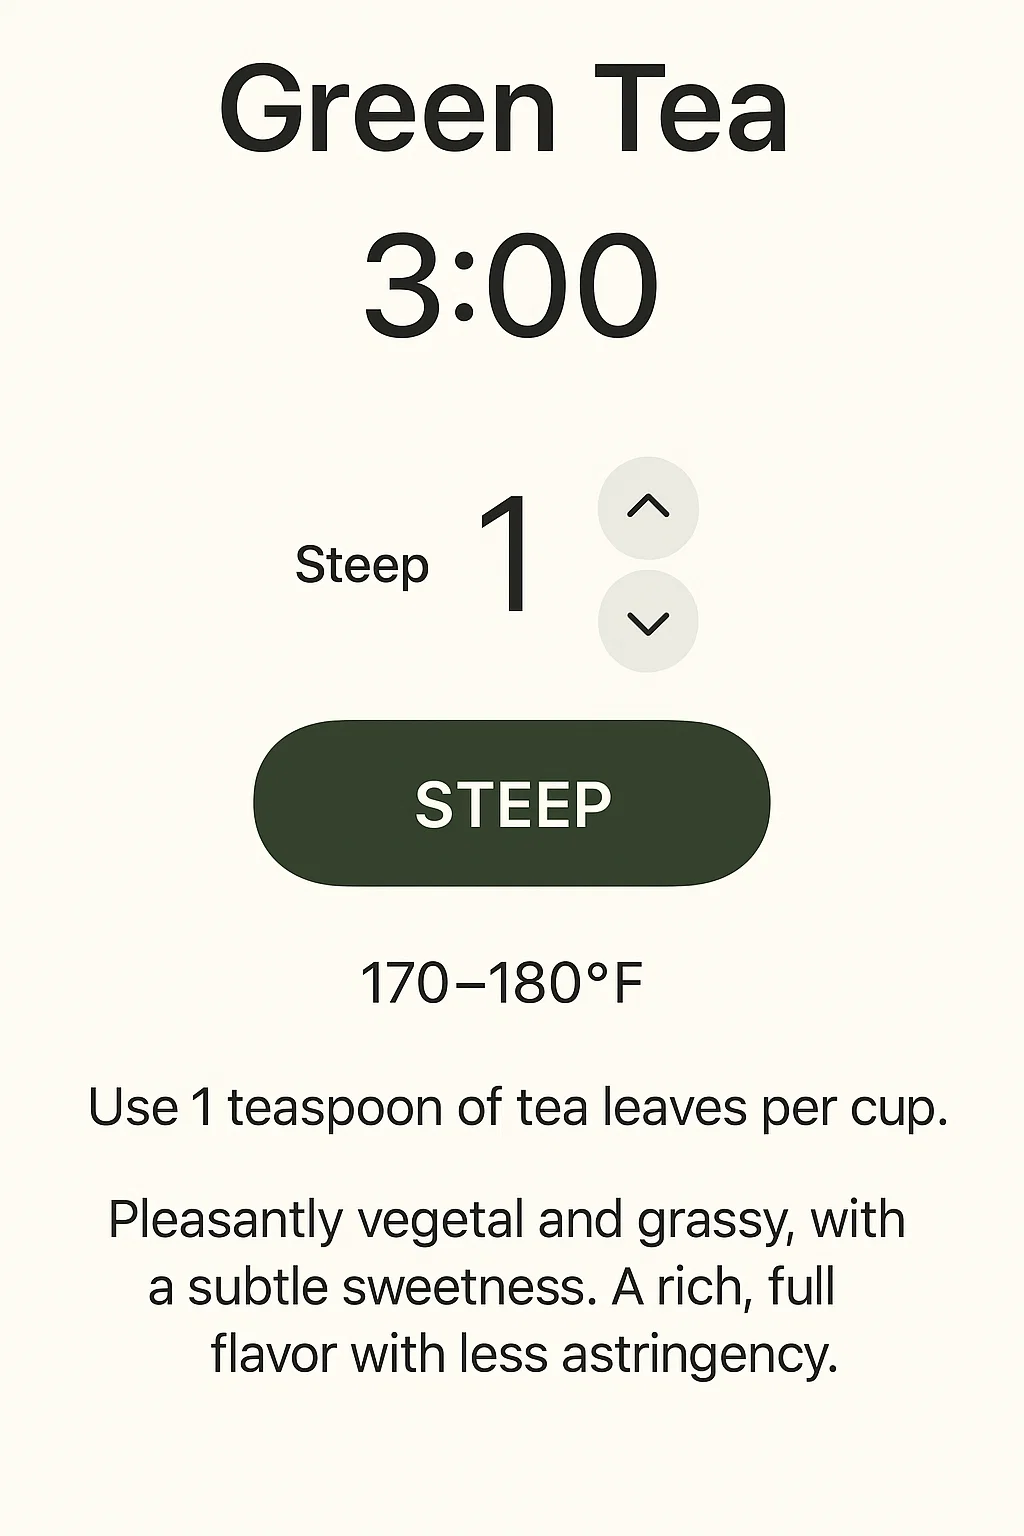 Green Tea
3:00
Steep 1
STEEP
170–180°F
Use 1 teaspoon of tea leaves per cup.
Pleasantly vegetal and grassy, with
a subtle sweetness. A rich, full
flavor with less astringency.